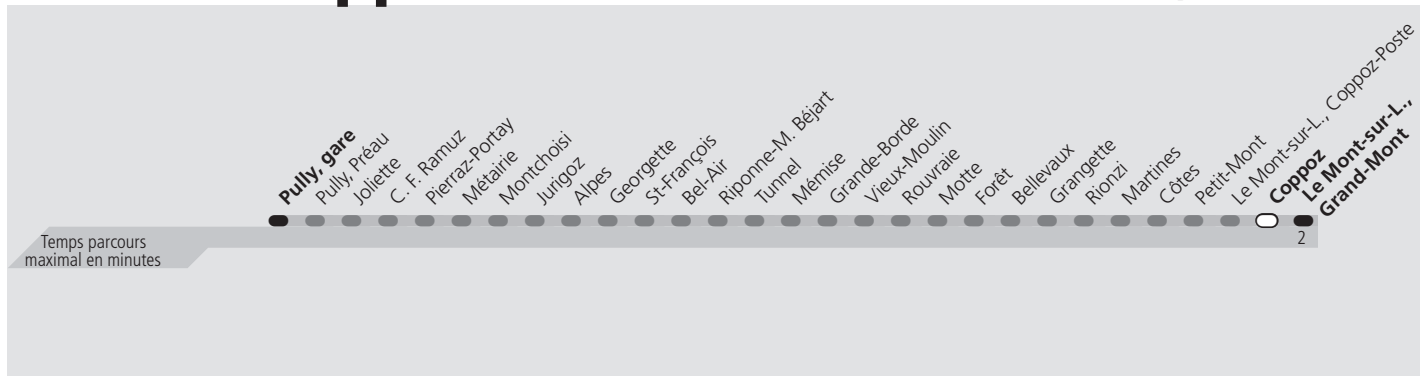 Pully, gare
Pully, Préau
Joliette
C. F. Ramuz
Pierraz-Portay
Métairie
Montchoisi
Jurigoz
Alpes
Georgette
St-François
Bel-Air
Riponne-M. Béjart
Tunnel
Mémise
Grande-Borde
Vieux-Moulin
Rouvraie
Motte
Forêt
Bellevaux
Grangette
Rionzi
Martines
Côtes
Petit-Mont
Le Mont-sur-L., Coppoz-Poste
Coppoz
Le Mont-sur-L.,
Grand-Mont
Temps parcours
maximal en minutes
2